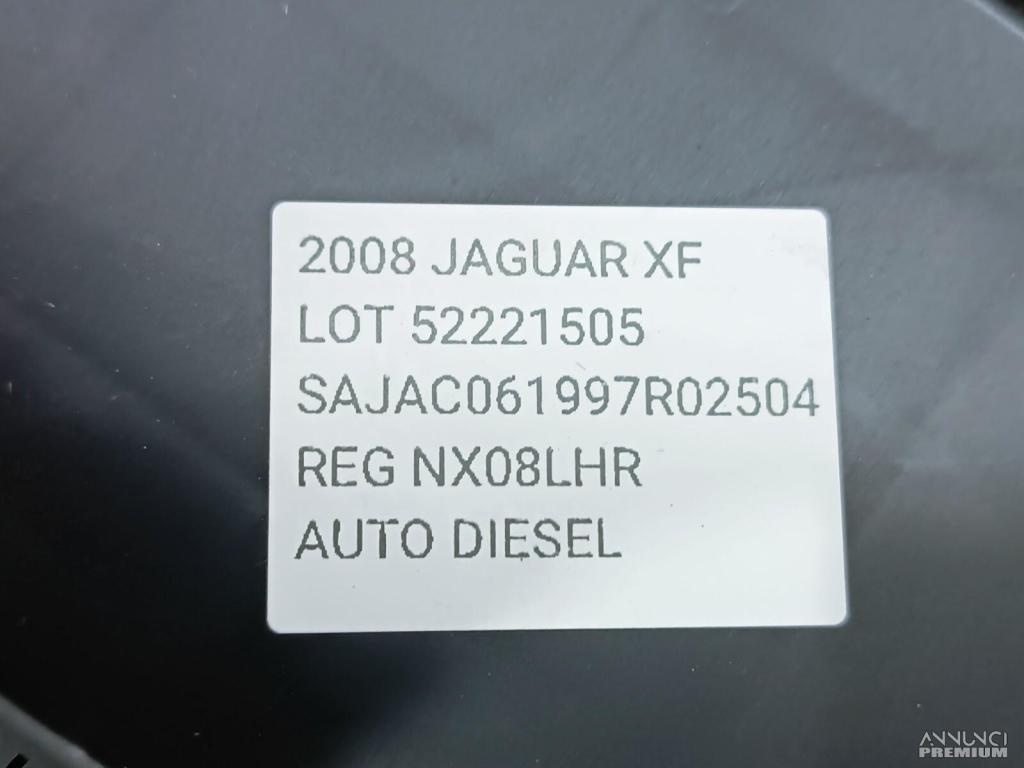 2008 JAGUAR XF
LOT 52221505
SAJAC061997R02504
REG NX08LHR
AUTO DIESEL
ANNUNCI
PREMIUM